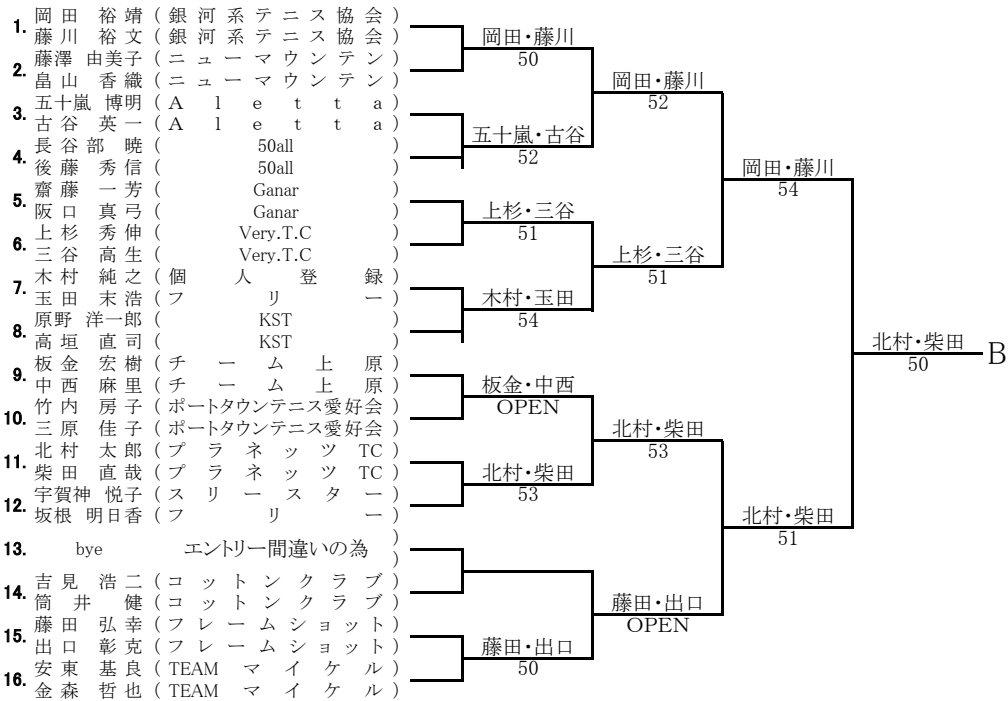 1. 岡田 裕靖 ( 銀河系テニス協会 )
藤川 裕文 ( 銀河系テニス協会 )
2. 藤澤 由美子 ( ニューマウンテン )
畠山 香織 ( ニューマウンテン )
3. 五十嵐 博明 ( Aletta )
古谷 英一 ( Aletta )
4. 長谷部 暁 ( 50all )
後藤 秀信 ( 50all )
5. 齋藤 一芳 ( Ganar )
阪口 真弓 ( Ganar )
6. 上杉 秀伸 ( Very.T.C )
三谷 高生 ( Very.T.C )
7. 木村 純之 ( 個人登録 )
玉田 末浩 ( フリー )
8. 原野 洋一郎 ( KST )
高垣 直司 ( KST )
9. 板金 宏樹 ( チーム上原 )
中西 麻里 ( チーム上原 )
10. 竹内 房子 ( ポートタウンテニス愛好会 )
三原 佳子 ( ポートタウンテニス愛好会 )
11. 北村 太郎 ( プラネッツ TC )
柴田 直哉 ( プラネッツ TC )
12. 宇賀神 悦子 ( スリースター )
坂根 明日香 ( フリー )
13. bye エントリー間違いの為 )
)
14. 吉見 浩二 ( コットンクラブ )
筒井 健 ( コットンクラブ )
15. 藤田 弘幸 ( フレームショット )
出口 彰克 ( フレームショット )
16. 安東 基良 ( TEAM マイケル )
金森 哲也 ( TEAM マイケル )
岡田・藤川
50
五十嵐・古谷
52
上杉・三谷
51
木村・玉田
54
板金・中西
OPEN
北村・柴田
53
藤田・出口
50
岡田・藤川
52
上杉・三谷
51
北村・柴田
53
藤田・出口
OPEN
岡田・藤川
54
北村・柴田
51
北村・柴田
50
B